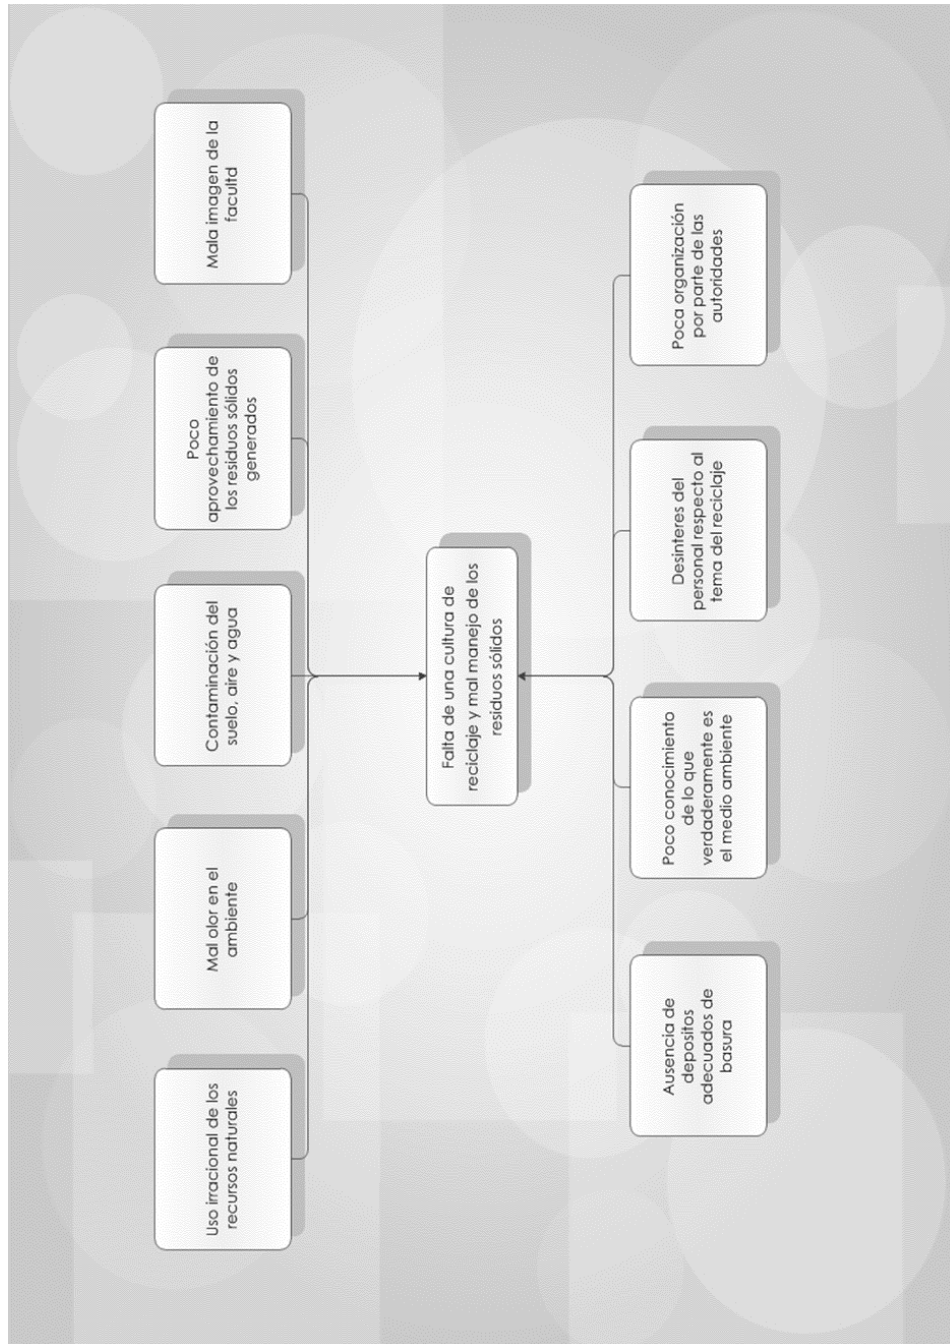 Uso irracional de los
recursos naturales
Mal olor en el
ambiente
Contaminación del
suelo, aire y agua
Poco
aprovechamiento de
los residuos sólidos
generados
Mala imagen de la
facultd
Falta de una cultura de
reciclaje y mal manejo de los
residuos sólidos
Ausencia de
depositos
adecuados de
basura
Poco conocimiento
de lo que
verdaderamente es
el medio ambiente
Desinteres del
personal respecto al
tema del reciclaje
Poca organización
por parte de las
autoridades